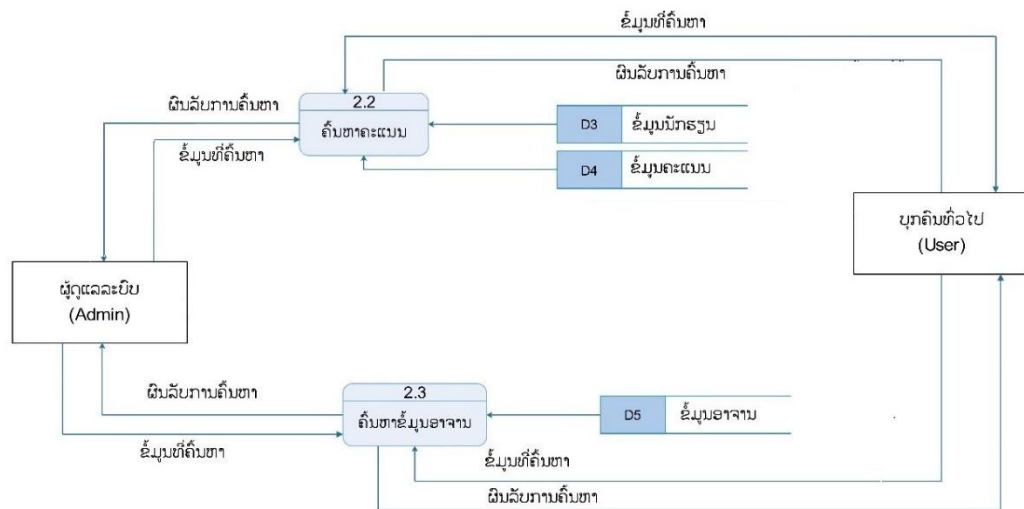 ຂໍ້ມູນທີ່ຄົ້ນຫາ
ຜົນລັບການຄົ້ນຫາ
ຜົນລັບການຄົ້ນຫາ
2.2
ຄົ້ນຫາຄະແນນ
D3
ຂໍ້ມູນນັກຮຽນ
ຂໍ້ມູນທີ່ຄົ້ນຫາ
D4
ຂໍ້ມູນຄະແນນ
ບຸກຄົນທົ່ວໄປ
(User)
ຜູ້ດູແລລະບົບ
(Admin)
ຜົນລັບການຄົ້ນຫາ
2.3
ຄົ້ນຫາຂໍ້ມູນອາຈານ
D5
ຂໍ້ມູນອາຈານ
ຂໍ້ມູນທີ່ຄົ້ນຫາ
ຂໍ້ມູນທີ່ຄົ້ນຫາ
ຜົນລັບການຄົ້ນຫາ